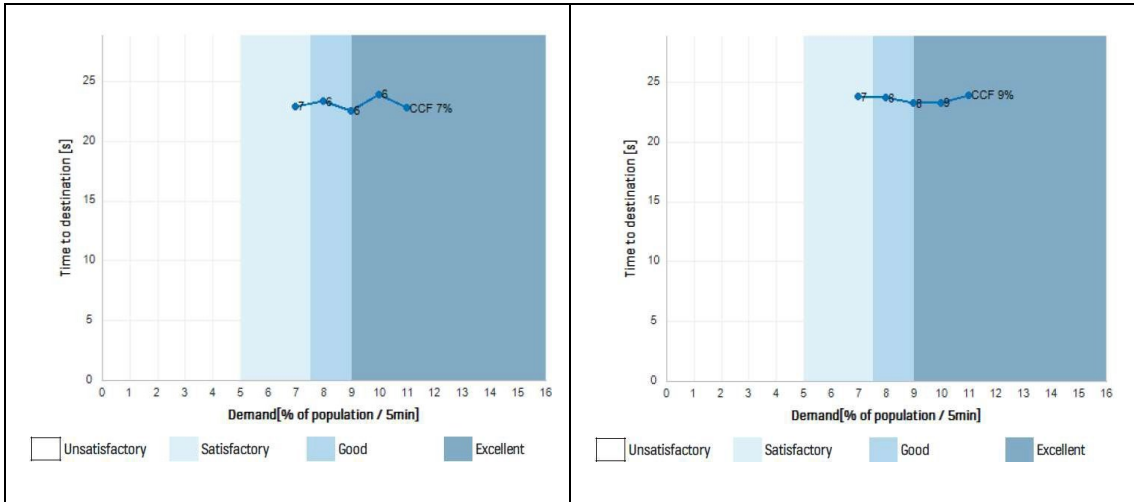 25
20
15
10
5
0
Time to destination [s]
7 6 6 6 CCF 7%
0 1 2 3 4 5 6 7 8 9 10 11 12 13 14 15 16
Demand[% of population / 5min]
Unsatisfactory Satisfactory Good Excellent
25
20
15
10
5
0
Time to destination [s]
7 6 8 9 CCF 9%
0 1 2 3 4 5 6 7 8 9 10 11 12 13 14 15 16
Demand[% of population / 5min]
Unsatisfactory Satisfactory Good Excellent